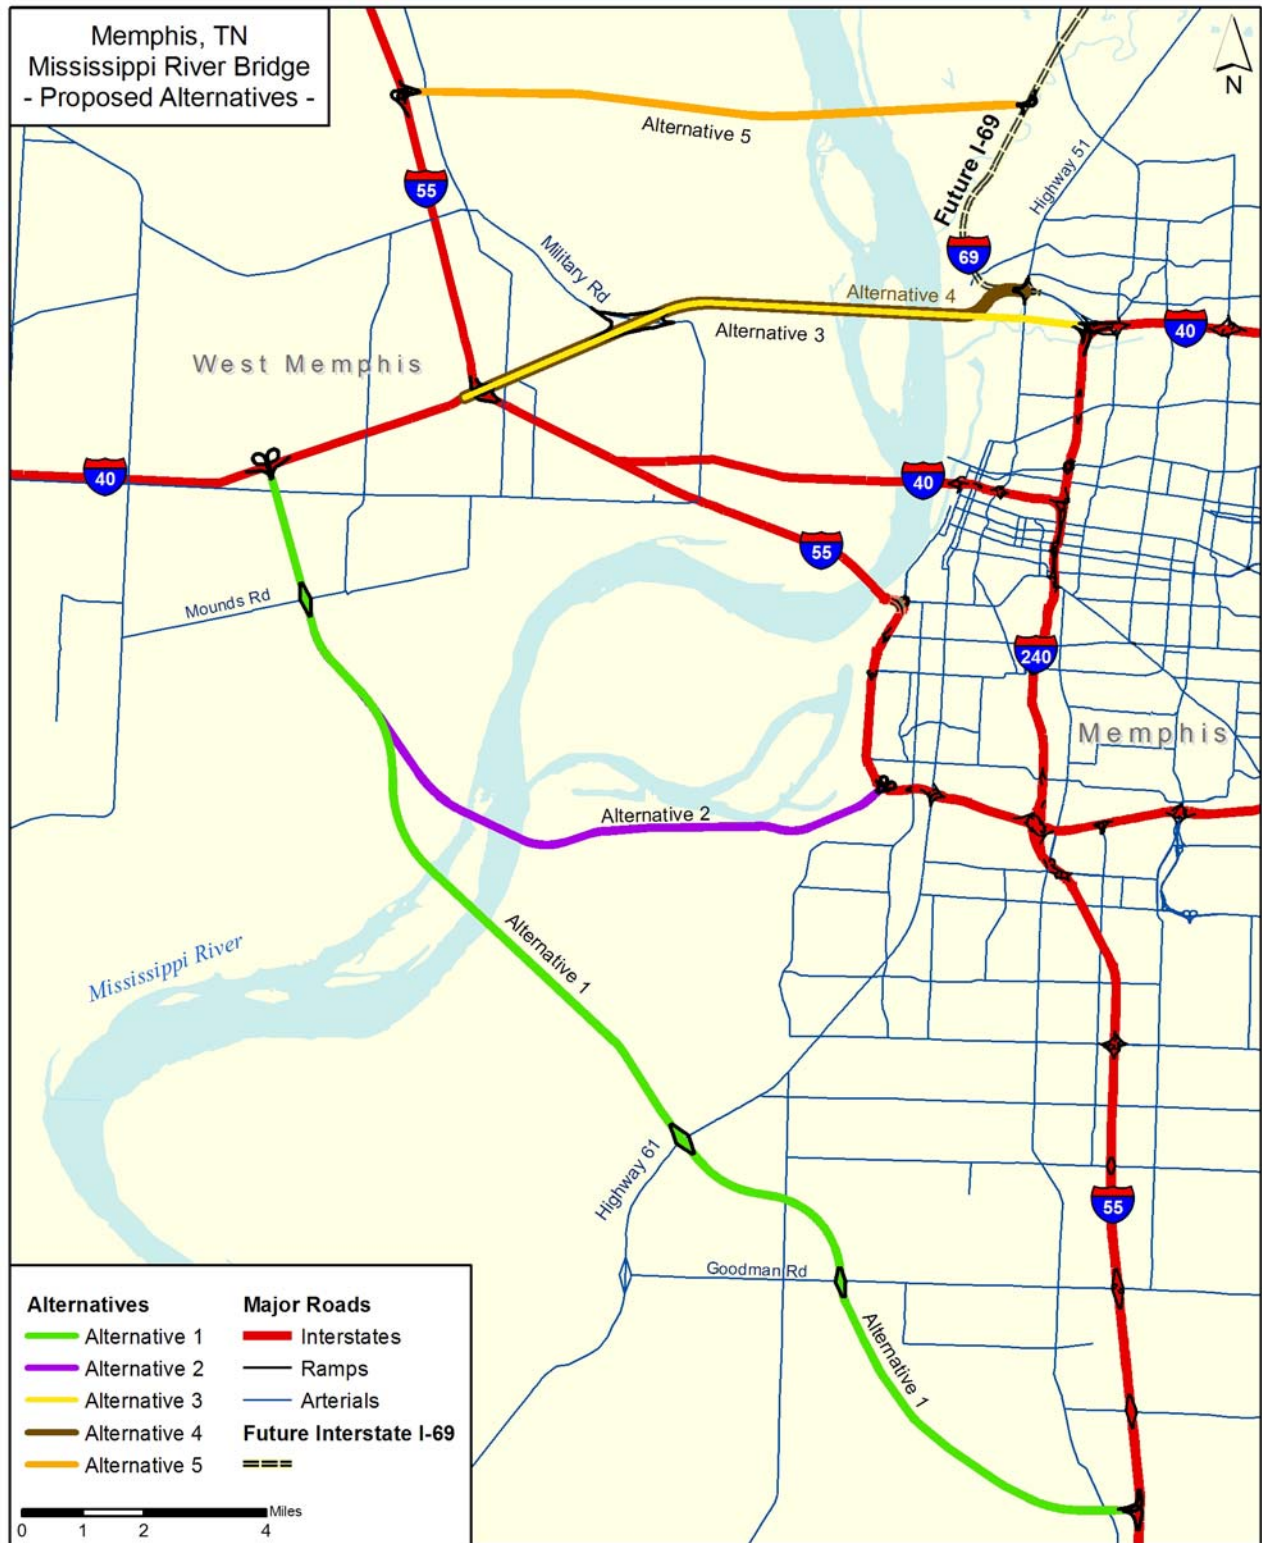 Memphis, TN
Mississippi River Bridge
- Proposed Alternatives -
N
Alternative 5
Future I-69
Highway 51
55
69
Military Rd
Alternative 4
Alternative 3
40
West Memphis
40
40
55
Mounds Rd
240
Memphis
Alternative 2
Alternative 1
Mississippi River
Highway 61
55
Goodman Rd
Alternative 1
Alternatives
Alternative 1
Alternative 2
Alternative 3
Alternative 4
Alternative 5
Major Roads
Interstates
Ramps
Arterials
Future Interstate I-69
Miles
0 1 2 4